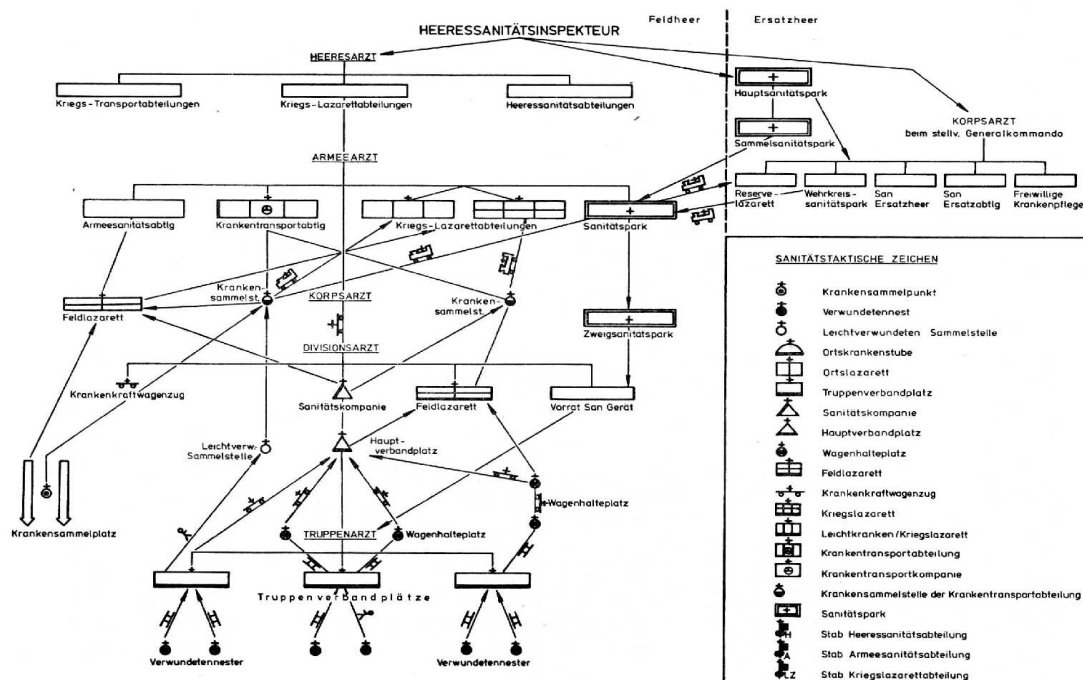 Feldheer
Ersatzheer
HEERESSANITÄTSINSPEKTEUR
HEERESARZT
Kriegs-Transportabteilungen
Kriegs-Lazarettabteilungen
Heeressanitätsabteilungen
Hauptsanitätspark
KORPSARZT
beim stellv. Generalkommando
Sammelsanitätspark
ARMEEARZT
Reserve-
lazarett
Wehrkreis-
sanitätspark
San
Ersatzheer
San
Ersatzabtlg
Freiwillige
Krankenpflege
Armeesanitätsabtlg
Krankentransportabtlg
Kriegs-Lazarettabteilungen
Sanitätspark
Kranken-
sammelst.
KORPSARZT
Kranken-
sammelst.
Feldlazarett
Zweigsanitätspark
DIVISIONSARZT
Krankenkraftwagenzug
Sanitätskompanie
Feldlazarett
Vorrat San Gerät
Leichtverw.
Sammelstelle
Haupt-
verbandplatz
Wagenhalteplatz
Krankensammelplatz
TRUPPENARZT
Wagenhalteplatz
Truppenverbandplätze
Verwundetennester
Verwundetennester
SANITÄTSTAKTISCHE ZEICHEN
Krankensammelpunkt
Verwundetennest
Leichtverwundeten Sammelstelle
Ortskrankenstube
Ortslazarett
Truppenverbandplatz
Sanitätskompanie
Hauptverbandplatz
Wagenhalteplatz
Feldlazarett
Krankenkraftwagenzug
Kriegslazarett
Leichtkranken/Kriegslazarett
Krankentransportabteilung
Krankentransportkompanie
Krankensammelstelle der Krankentransportabteilung
Sanitätspark
H Stab Heeressanitätsabteilung
A Stab Armeesanitätsabteilung
LZ Stab Kriegslazarettabteilung